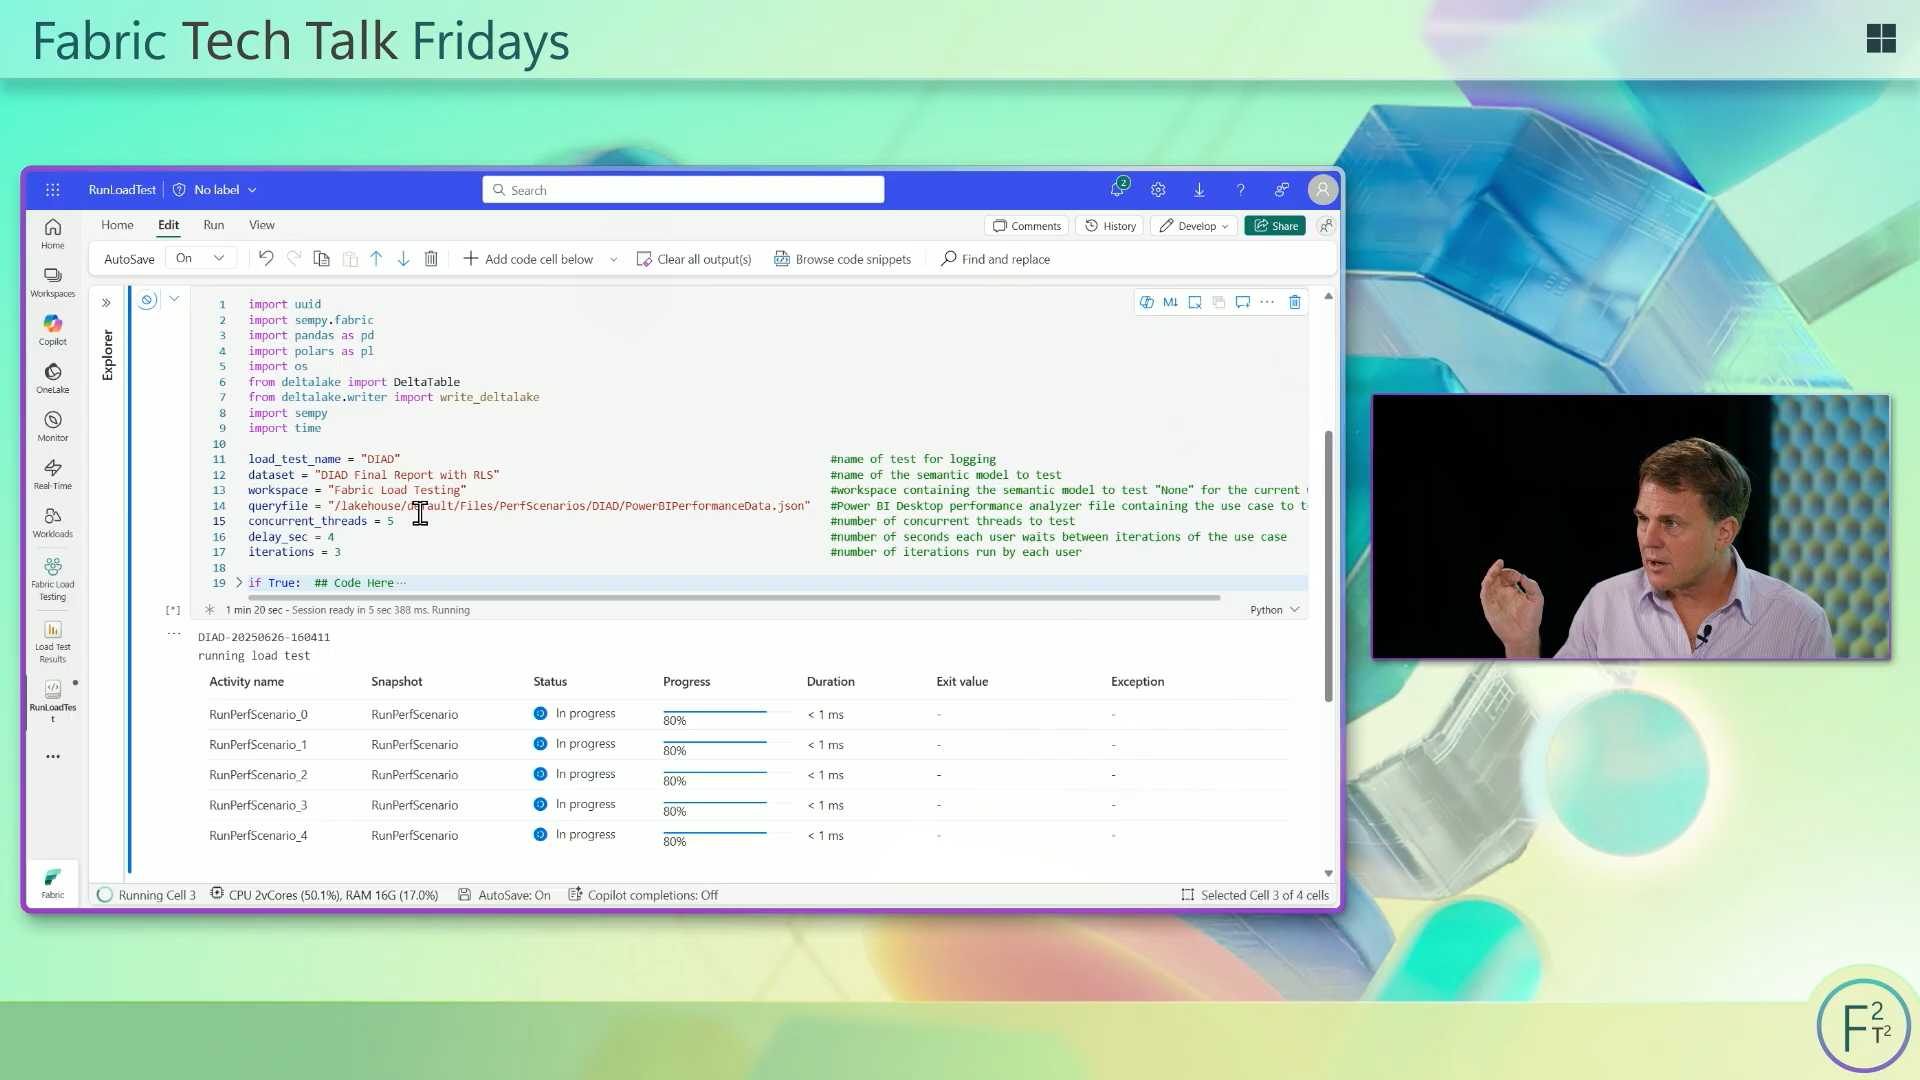 Fabric Tech Talk Fridays
RunLoadTest
No label
Search
2
Home
Edit
Run
View
Comments
History
Develop
Share
AutoSave
On
Add code cell below
Clear all output(s)
Browse code snippets
Find and replace
Home
Workspaces
Copilot
OneLake
Monitor
Real-Time
Workloads
Fabric Load
Testing
Load Test
Results
RunLoadTes
t
Fabric
Explorer
1 import uuid
2 import sempy.fabric
3 import pandas as pd
4 import polars as pl
5 import os
6 from deltalake import DeltaTable
7 from deltalake.writer import write_deltalake
8 import sempy
9 import time
10
11 load_test_name = "DIAD" #name of test for logging
12 dataset = "DIAD Final Report with RLS" #name of the semantic model to test
13 workspace = "Fabric Load Testing" #workspace containing the semantic model to test "None" for the current
14 queryfile = "/lakehouse/default/Files/PerfScenarios/DIAD/PowerBIPerformanceData.json" #Power BI Desktop performance analyzer file containing the use case to t
15 concurrent_threads = 5 #number of concurrent threads to test
16 delay_sec = 4 #number of seconds each user waits between iterations of the use case
17 iterations = 3 #number of iterations run by each user
18
19 if True: ## Code Here ···
[*] 1 min 20 sec - Session ready in 5 sec 388 ms. Running
Python
DIAD-20250626-160411
running load test
Activity name Snapshot Status Progress Duration Exit value Exception
RunPerfScenario_0 RunPerfScenario In progress 80% < 1 ms - -
RunPerfScenario_1 RunPerfScenario In progress 80% < 1 ms - -
RunPerfScenario_2 RunPerfScenario In progress 80% < 1 ms - -
RunPerfScenario_3 RunPerfScenario In progress 80% < 1 ms - -
RunPerfScenario_4 RunPerfScenario In progress 80% < 1 ms - -
Running Cell 3
CPU 2vCores (50.1%), RAM 16G (17.0%)
AutoSave: On
Copilot completions: Off
Selected Cell 3 of 4 cells
F2
T2